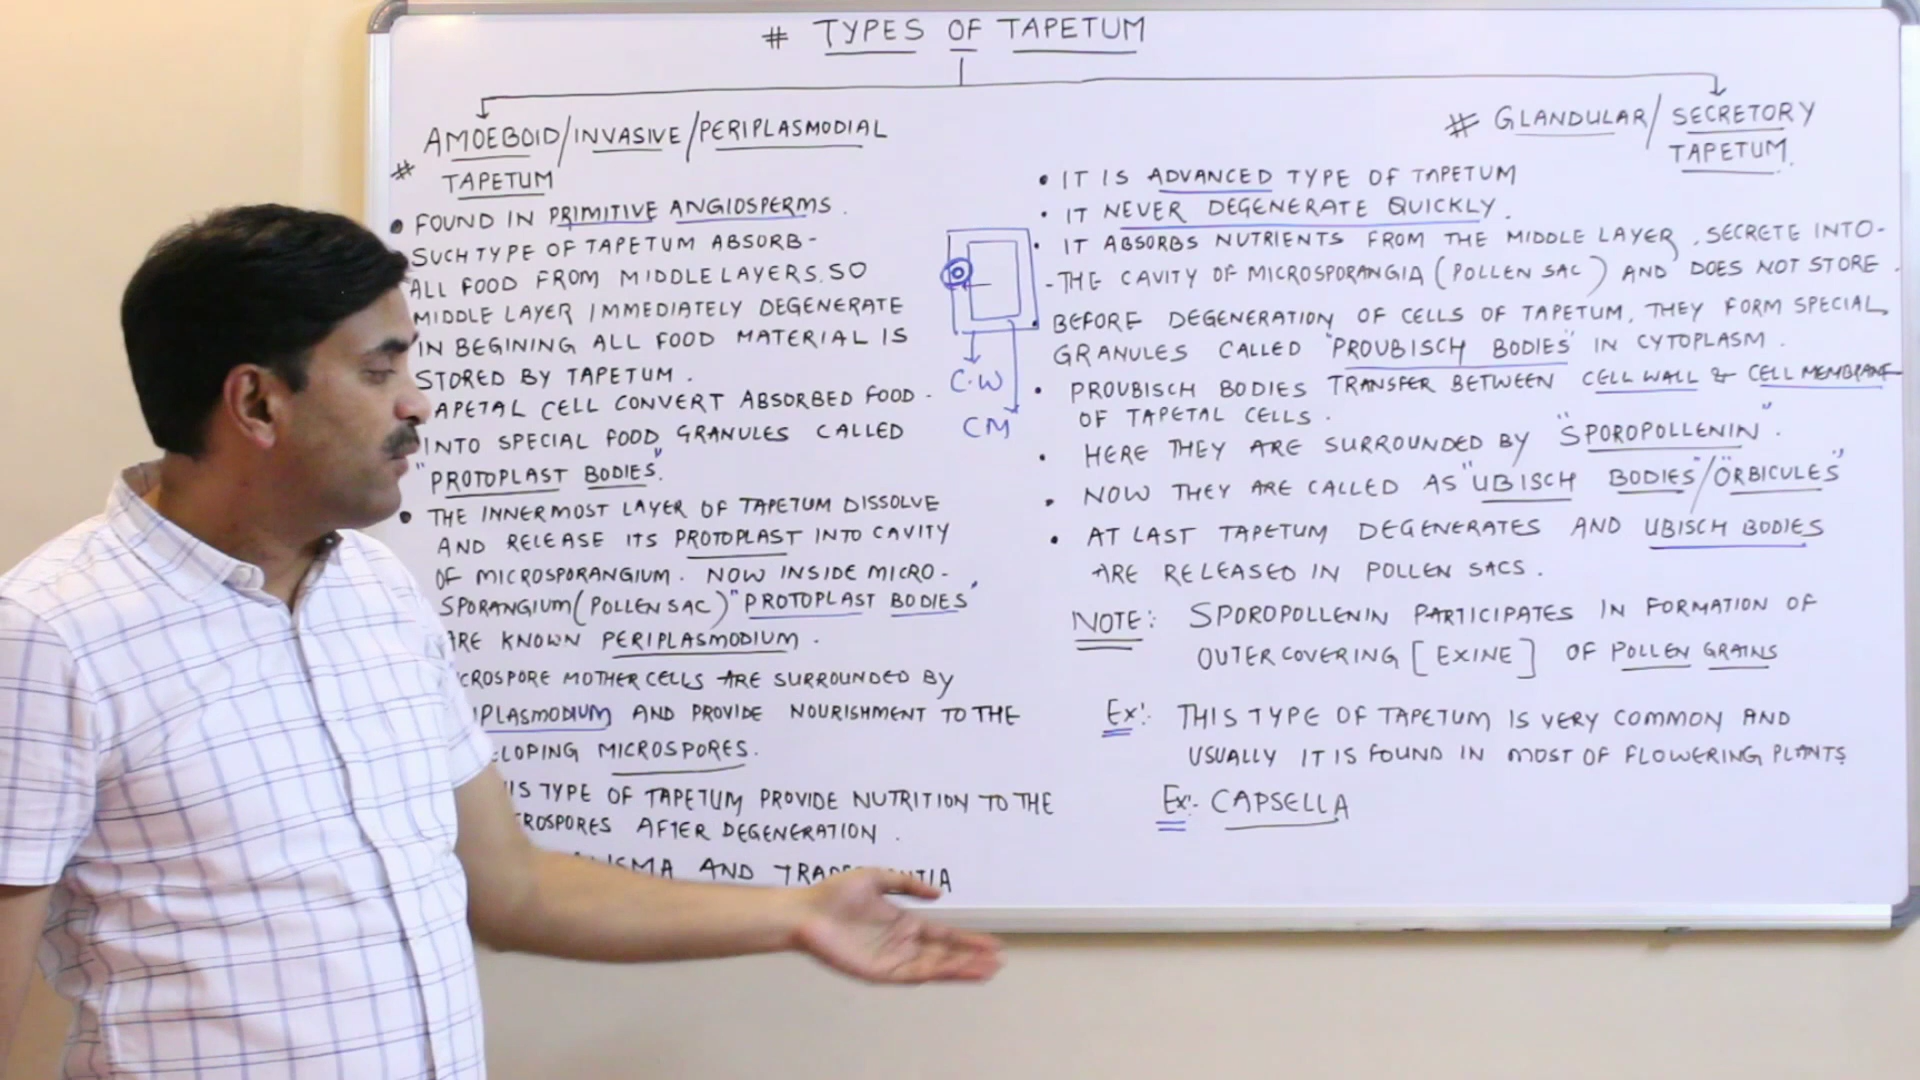 # TYPES OF TAPETUM
AMOEBOID/INVASIVE/PERIPLASMODIAL
# TAPETUM
• FOUND IN PRIMITIVE ANGIOSPERMS.
SUCH TYPE OF TAPETUM ABSORB-
ALL FOOD FROM MIDDLE LAYERS. SO
MIDDLE LAYER IMMEDIATELY DEGENERATE
IN BEGINING ALL FOOD MATERIAL IS
STORED BY TAPETUM.
APETAL CELL CONVERT ABSORBED FOOD-
INTO SPECIAL FOOD GRANULES CALLED
"PROTOPLAST BODIES".
• THE INNERMOST LAYER OF TAPETUM DISSOLVE
AND RELEASE ITS PROTOPLAST INTO CAVITY
OF MICROSPORANGIUM. NOW INSIDE MICRO-
SPORANGIUM (POLLEN SAC) "PROTOPLAST BODIES"
ARE KNOWN PERIPLASMODIUM.
CROSPORE MOTHER CELLS ARE SURROUNDED BY
IPLASMODIUM AND PROVIDE NOURISHMENT TO THE
ELOPING MICROSPORES.
IS TYPE OF TAPETUM PROVIDE NUTRITION TO THE
ROSPORES AFTER DEGENERATION.
AND
# GLANDULAR/SECRETORY
TAPETUM.
• IT IS ADVANCED TYPE OF TAPETUM
• IT NEVER DEGENERATE QUICKLY.
• IT ABSORBS NUTRIENTS FROM THE MIDDLE LAYER, SECRETE INTO-
-THE CAVITY OF MICROSPORANGIA (POLLEN SAC) AND DOES NOT STORE.
• BEFORE DEGENERATION OF CELLS OF TAPETUM, THEY FORM SPECIAL
GRANULES CALLED "PROUBISCH BODIES" IN CYTOPLASM.
• PROUBISCH BODIES TRANSFER BETWEEN CELL WALL & CELL MEMBRANE
OF TAPETAL CELLS.
• HERE THEY ARE SURROUNDED BY "SPOROPOLLENIN".
• NOW THEY ARE CALLED AS "UBISCH BODIES"/"ORBICULES"
• AT LAST TAPETUM DEGENERATES AND UBISCH BODIES
ARE RELEASED IN POLLEN SACS.
NOTE: SPOROPOLLENIN PARTICIPATES IN FORMATION OF
OUTER COVERING [EXINE] OF POLLEN GRAINS
Ex:- THIS TYPE OF TAPETUM IS VERY COMMON AND
USUALLY IT IS FOUND IN MOST OF FLOWERING PLANTS
Ex:- CAPSELLA
C.W
CM